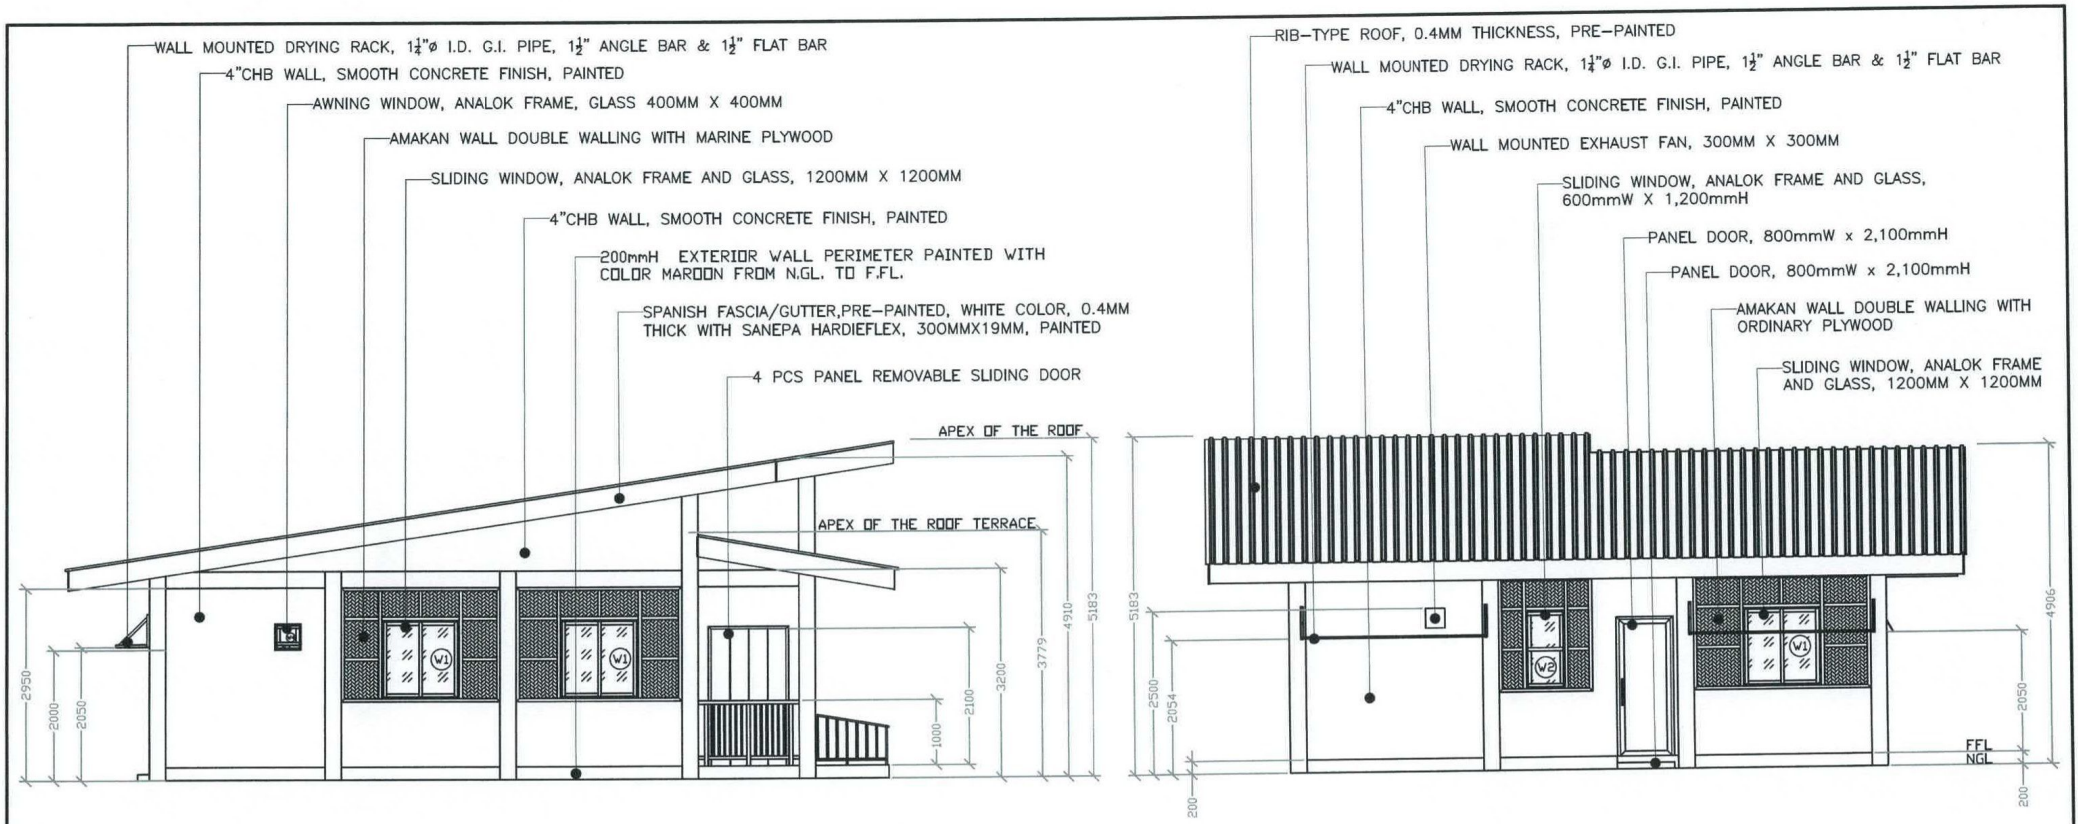 WALL MOUNTED DRYING RACK, 1¼"ø I.D. G.I. PIPE, 1½" ANGLE BAR & 1½" FLAT BAR
4"CHB WALL, SMOOTH CONCRETE FINISH, PAINTED
AWNING WINDOW, ANALOK FRAME, GLASS 400MM X 400MM
AMAKAN WALL DOUBLE WALLING WITH MARINE PLYWOOD
SLIDING WINDOW, ANALOK FRAME AND GLASS, 1200MM X 1200MM
4"CHB WALL, SMOOTH CONCRETE FINISH, PAINTED
200mmH EXTERIOR WALL PERIMETER PAINTED WITH
COLOR MAROON FROM N.GL. TO F.FL.
SPANISH FASCIA/GUTTER,PRE-PAINTED, WHITE COLOR, 0.4MM
THICK WITH SANEPA HARDIEFLEX, 300MMX19MM, PAINTED
4 PCS PANEL REMOVABLE SLIDING DOOR
APEX OF THE ROOF
APEX OF THE ROOF TERRACE
2950
2000
2050
W1
W1
1000
2100
3200
3779
4910
5183
RIB-TYPE ROOF, 0.4MM THICKNESS, PRE-PAINTED
WALL MOUNTED DRYING RACK, 1¼"ø I.D. G.I. PIPE, 1½" ANGLE BAR & 1½" FLAT BAR
4"CHB WALL, SMOOTH CONCRETE FINISH, PAINTED
WALL MOUNTED EXHAUST FAN, 300MM X 300MM
SLIDING WINDOW, ANALOK FRAME AND GLASS,
600mmW X 1,200mmH
PANEL DOOR, 800mmW x 2,100mmH
PANEL DOOR, 800mmW x 2,100mmH
AMAKAN WALL DOUBLE WALLING WITH
ORDINARY PLYWOOD
SLIDING WINDOW, ANALOK FRAME
AND GLASS, 1200MM X 1200MM
5183
2500
2054
200
W2
W1
FFL
NGL
2050
4906
200